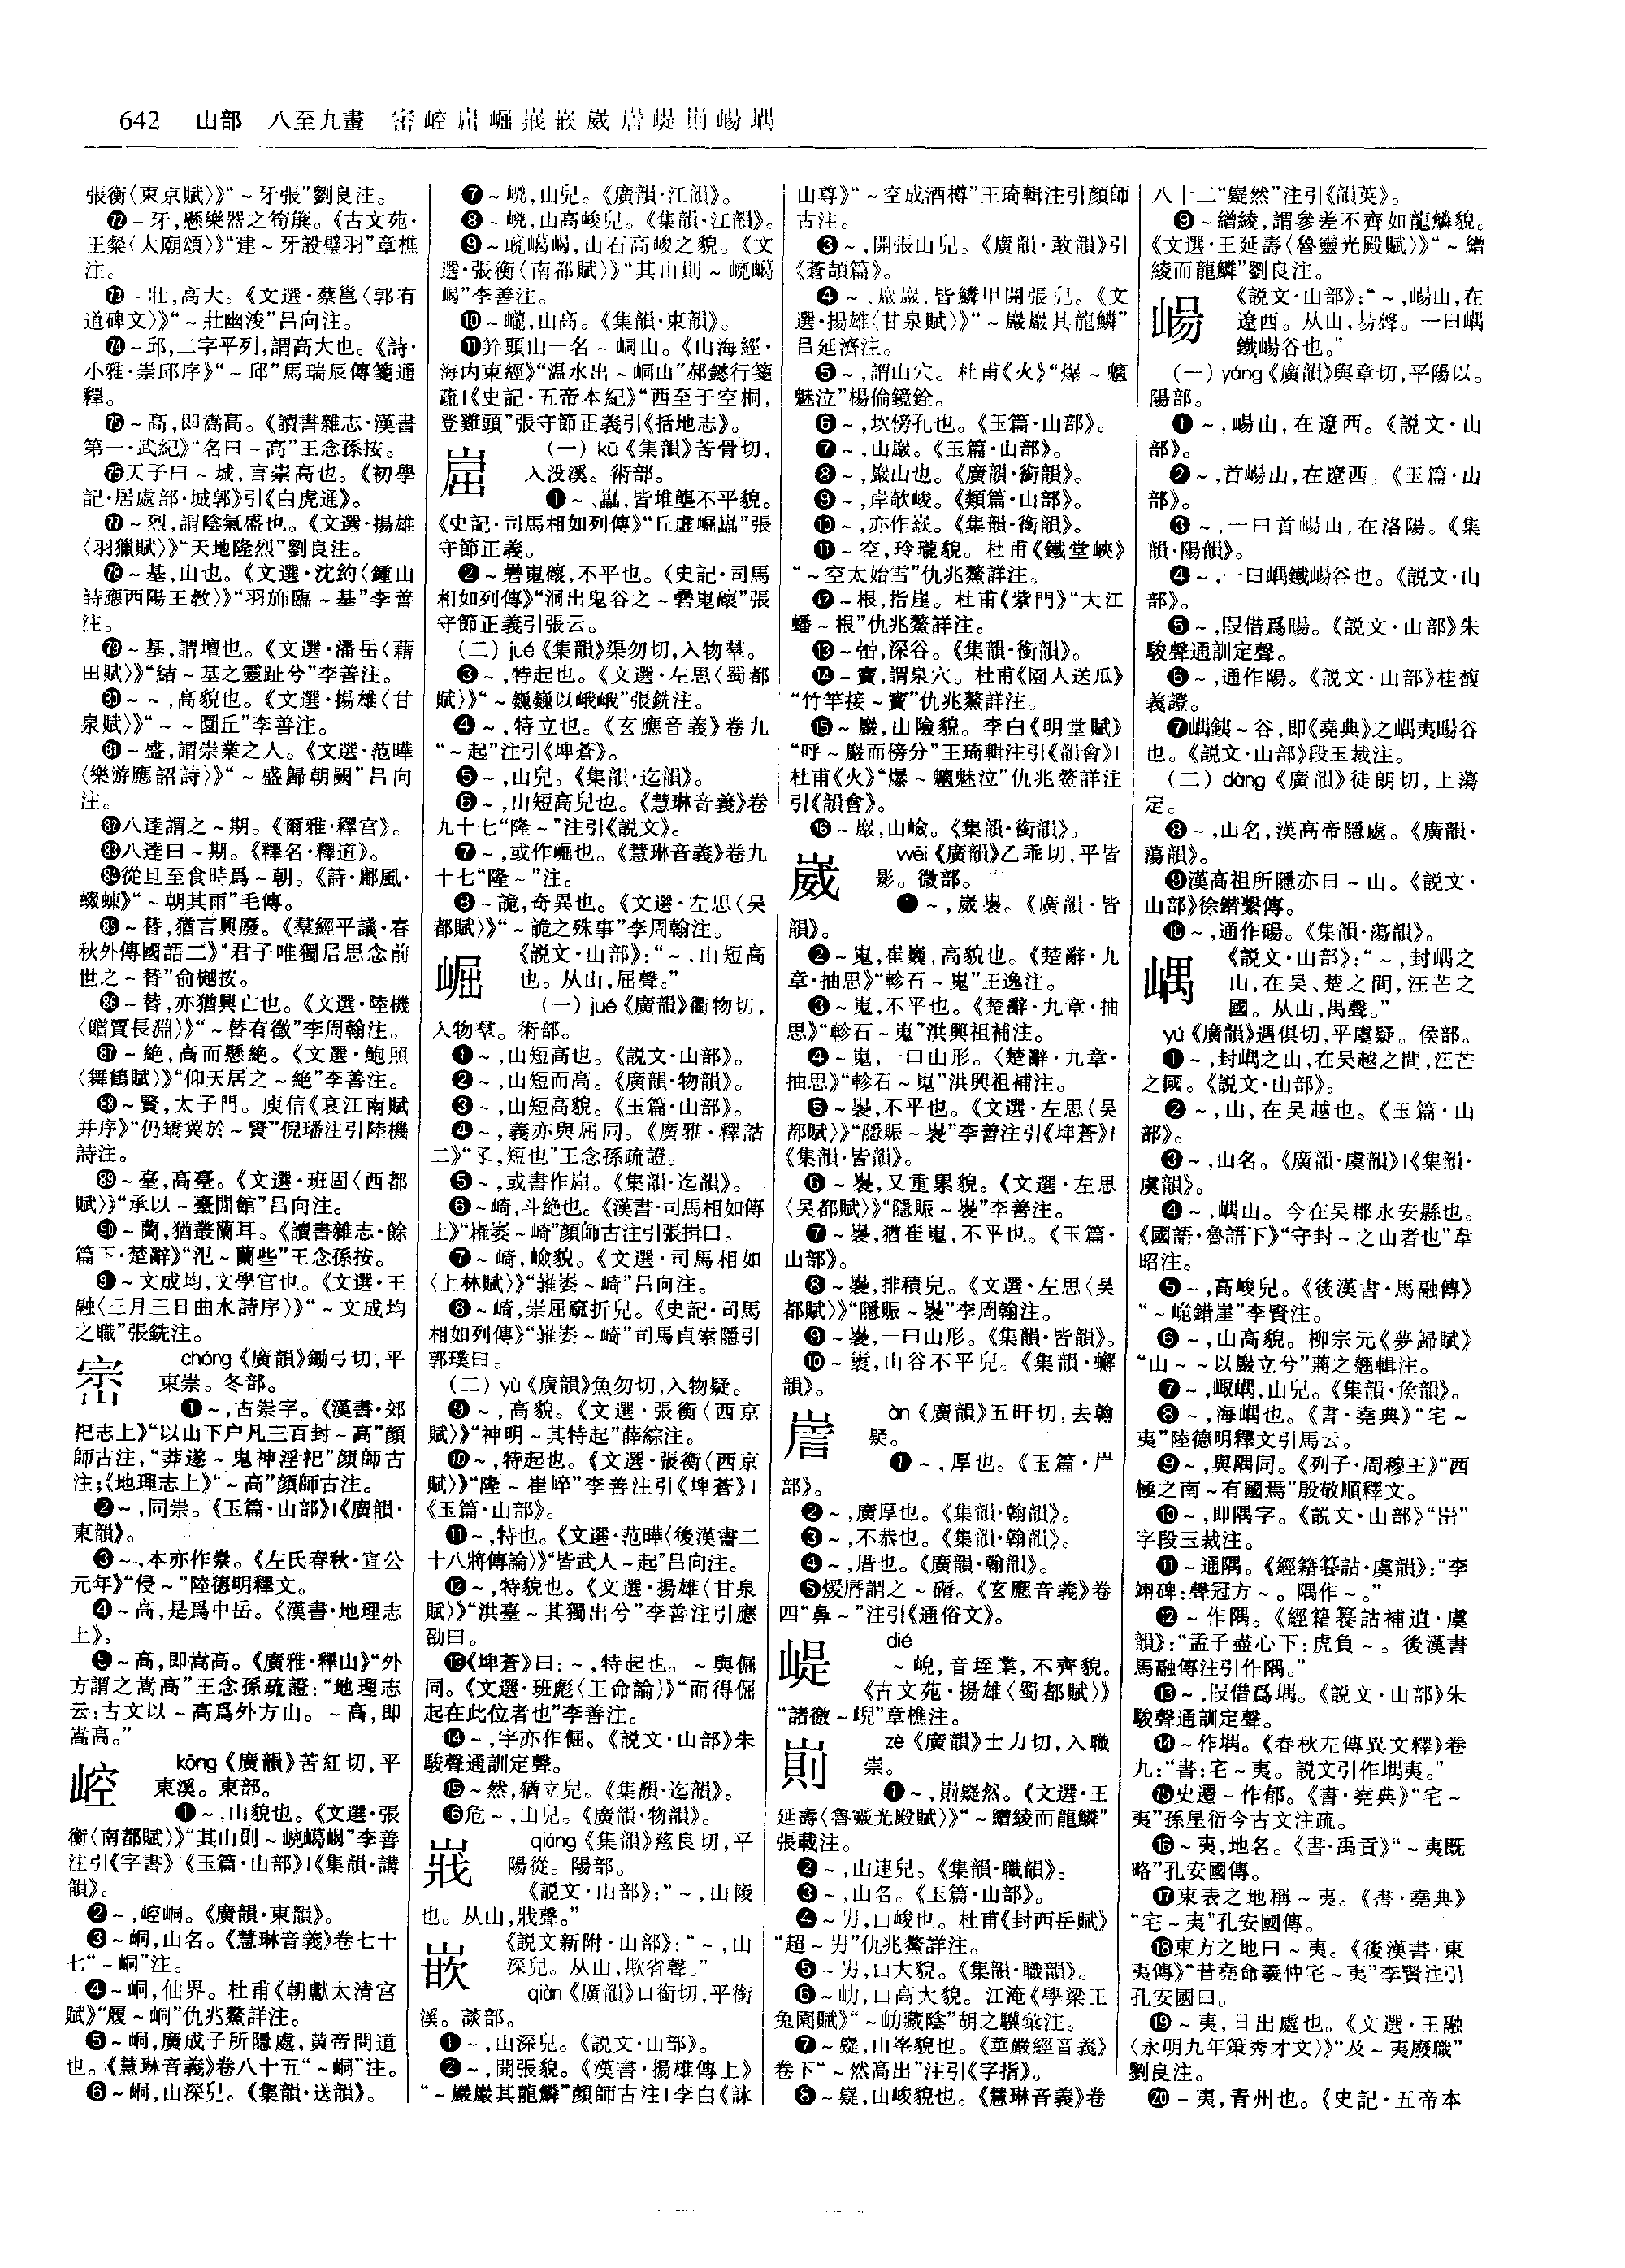 642 山部 八至九畫 崈崆崫崛嶈嵌崴㟁崼崱崵嵎
張衡〈東京賦〉》“～牙張”劉良注。
72～牙,懸樂器之筍簴。《古文苑·
王粲〈太廟頌〉》“建～牙設璧羽”章樵
注。
73～壯,高大。《文選·蔡邕〈郭有
道碑文〉》“～壯幽浚”吕向注。
74～邱,二字平列,謂高大也。《詩·
小雅·崇邱序》“～邱”馬瑞辰傳箋通
釋。
75～高,即嵩高。《讀書雜志·漢書
第一·武紀》“名曰～高”王念孫按。
76天子曰～城,言崇高也。《初學
記·居處部·城郭》引《白虎通》。
77～烈,謂陰氣盛也。《文選·揚雄
〈羽獵賦〉》“天地隆烈”劉良注。
78～基,山也。《文選·沈約〈鍾山
詩應西陽王教〉》“羽旆臨～基”李善
注。
79～基,謂壇也。《文選·潘岳〈藉
田賦〉》“結～基之靈趾兮”李善注。
80～～,高貌也。《文選·揚雄〈甘
泉賦〉》“～～圜丘”李善注。
81～盛,謂崇業之人。《文選·范曄
〈樂游應詔詩〉》“～盛歸朝闕”吕向
注。
82八達謂之～期。《爾雅·釋宫》。
83八達曰～期。《釋名·釋道》。
84從旦至食時爲～朝。《詩·鄘風·
蝃蝀》“～朝其雨”毛傳。
85～替,猶言興廢。《羣經平議·春
秋外傳國語二》“君子唯獨居思念前
世之～替”俞樾按。
86～替,亦猶興亡也。《文選·陸機
〈贈賈長淵〉》“～替有徵”李周翰注。
87～絶,高而懸絶。《文選·鮑照
〈舞鶴賦〉》“仰天居之～絶”李善注。
88～賢,太子門。庾信《哀江南賦
并序》“仍矯翼於～賢”倪璠注引陸機
詩注。
89～臺,高臺。《文選·班固〈西都
賦〉》“承以～臺閒館”吕向注。
90～蘭,猶叢蘭耳。《讀書雜志·餘
篇下·楚辭》“氾～蘭些”王念孫按。
91～文成均,文學官也。《文選·王
融〈三月三日曲水詩序〉》“～文成均
之職”張銑注。
崈 chóng《廣韻》鋤弓切,平
東崇。冬部。
❶～,古崇字。《漢書·郊
祀志上》“以山下户凡三百封～高”顔
師古注,“莽遂～鬼神淫祀”顔師古
注;《地理志上》“～高”顔師古注。
❷～,同崇。《玉篇·山部》|《廣韻·
東韻》。
❸～,本亦作崇。《左氏春秋·宣公
元年》“侵～”陸德明釋文。
❹～高,是爲中岳。《漢書·地理志
上》。
❺～高,即嵩高。《廣雅·釋山》“外
方謂之嵩高”王念孫疏證:“地理志
云:古文以～高爲外方山。～高,即
嵩高。”
崆 kōng《廣韻》苦紅切,平
東溪。東部。
❶～,山貌也。《文選·張
衡〈南都賦〉》“其山則～㟅嶱嵑”李善
注引《字書》|《玉篇·山部》|《集韻·講
韻》。
❷～,崆峒。《廣韻·東韻》。
❸～峒,山名。《慧琳音義》卷七十
七“～峒”注。
❹～峒,仙界。杜甫《朝獻太清宫
賦》“履～峒”仇兆鰲詳注。
❺～峒,廣成子所隱處,黄帝問道
也。《慧琳音義》卷八十五“～峒”注。
❻～峒,山深皃。《集韻·送韻》。
❼～嵷,山皃。《廣韻·江韻》。
❽～㟅,山高峻皃。《集韻·江韻》。
❾～㟅嶱嵑,山石高峻之貌。《文
選·張衡〈南都賦〉》“其山則～㟅嶱
嵑”李善注。
❿～巄,山高。《集韻·東韻》。
⓫笄頭山一名～峒山。《山海經·
海内東經》“温水出～峒山”郝懿行箋
疏|《史記·五帝本紀》“西至于空桐,
登雞頭”張守節正義引《括地志》。
崫 (一)kū《集韻》苦骨切,
入没溪。術部。
❶～、礨,皆堆壟不平貌。
《史記·司馬相如列傳》“丘虚崛礨”張
守節正義。
❷～礨嵬磈,不平也。《史記·司馬
相如列傳》“洞出鬼谷之～礨嵬磈”張
守節正義引張云。
(二)jué《集韻》渠勿切,入物羣。
❸～,特起也。《文選·左思〈蜀都
賦〉》“～巍巍以峨峨”張銑注。
❹～,特立也。《玄應音義》卷九
“～起”注引《埤蒼》。
❺～,山皃。《集韻·迄韻》。
❻～,山短高皃也。《慧琳音義》卷
九十七“隆～”注引《説文》。
❼～,或作崛也。《慧琳音義》卷九
十七“隆～”注。
❽～詭,奇異也。《文選·左思〈吴
都賦〉》“～詭之殊事”李周翰注。
崛 《説文·山部》:“～,山短高
也。从山,屈聲。”
(一)jué《廣韻》衢物切,
入物羣。術部。
❶～,山短高也。《説文·山部》。
❷～,山短而高。《廣韻·物韻》。
❸～,山短高貌。《玉篇·山部》。
❹～,義亦與屈同。《廣雅·釋詁
二》“孒,短也”王念孫疏證。
❺～,或書作崫。《集韻·迄韻》。
❻～崎,斗絶也。《漢書·司馬相如傳
上》“摧崣～崎”顔師古注引張揖曰。
❼～崎,嶮貌。《文選·司馬相如
〈上林賦〉》“摧崣～崎”吕向注。
❽～崎,崇屈窳折皃。《史記·司馬
相如列傳》“摧崣～崎”司馬貞索隱引
郭璞曰。
(二)yù《廣韻》魚勿切,入物疑。
❾～,高貌。《文選·張衡〈西京
賦〉》“神明～其特起”薛綜注。
❿～,特起也。《文選·張衡〈西京
賦〉》“隆～崔崒”李善注引《埤蒼》|
《玉篇·山部》。
⓫～,特也。《文選·范曄〈後漢書二
十八將傳論〉》“皆武人～起”吕向注。
⓬～,特貌也。《文選·揚雄〈甘泉
賦〉》“洪臺～其獨出兮”李善注引應
劭曰。
⓭《埤蒼》曰:～,特起也。～與倔
同。《文選·班彪〈王命論〉》“而得倔
起在此位者也”李善注。
⓮～,字亦作倔。《説文·山部》朱
駿聲通訓定聲。
⓯～然,猶立皃。《集韻·迄韻》。
⓰危～,山皃。《廣韻·物韻》。
qiáng《集韻》慈良切,平
陽從。陽部。
《説文·山部》:“～,山陖
也。从山,戕聲。”
嵌 《説文新附·山部》:“～,山
深皃。从山,欺省聲。”
qiàn《廣韻》口銜切,平銜
溪。談部。
❶～,山深皃。《説文·山部》。
❷～,開張貌。《漢書·揚雄傳上》
“～巖巖其龍鱗”顔師古注|李白《詠
山尊》“～空成酒樽”王琦輯注引顔師
古注。
❸～,開張山皃。《廣韻·敢韻》引
《蒼頡篇》。
❹～、巖巖,皆鱗甲開張皃。《文
選·揚雄〈甘泉賦〉》“～巖巖其龍鱗”
吕延濟注。
❺～,謂山穴。杜甫《火》“爆～魑
魅泣”楊倫鏡銓。
❻～,坎傍孔也。《玉篇·山部》。
❼～,山巖。《玉篇·山部》。
❽～,巖山也。《廣韻·銜韻》。
❾～,岸欹峻。《類篇·山部》。
❿～,亦作嶔。《集韻·銜韻》。
⓫～空,玲瓏貌。杜甫《鐵堂峽》
“～空太始雪”仇兆鰲詳注。
⓬～根,指崖。杜甫《柴門》“大江
蟠～根”仇兆鰲詳注。
⓭～嵒,深谷。《集韻·銜韻》。
⓮～竇,謂泉穴。杜甫《園人送瓜》
“竹竿接～竇”仇兆鰲詳注。
⓯～巖,山險貌。李白《明堂賦》
“呀～巖而傍分”王琦輯注引《韻會》|
杜甫《火》“爆～魑魅泣”仇兆鰲詳注
引《韻會》。
⓰～巖,山嶮。《集韻·銜韻》。
崴 wēi《廣韻》乙乖切,平皆
影。微部。
❶～,崴裹。《廣韻·皆
韻》。
❷～嵬,崔巍,高貌也。《楚辭·九
章·抽思》“軫石～嵬”王逸注。
❸～嵬,不平也。《楚辭·九章·抽
思》“軫石～嵬”洪興祖補注。
❹～嵬,一曰山形。《楚辭·九章·
抽思》“軫石～嵬”洪興祖補注。
❺～裹,不平也。《文選·左思〈吴
都賦〉》“隱賑～裹”李善注引《埤蒼》|
《集韻·皆韻》。
❻～裹,又重累貌。《文選·左思
〈吴都賦〉》“隱賑～裹”李善注。
❼～裹,猶崔嵬,不平也。《玉篇·
山部》。
❽～裹,排積皃。《文選·左思〈吴
都賦〉》“隱賑～裹”李周翰注。
❾～裹,一曰山形。《集韻·皆韻》。
❿～裹,山谷不平皃。《集韻·蟹
韻》。
àn《廣韻》五旰切,去翰
疑。
❶～,厚也。《玉篇·屵
部》。
❷～,廣厚也。《集韻·翰韻》。
❸～,不恭也。《集韻·翰韻》。
❹～,厝也。《廣韻·翰韻》。
❺媛脣謂之～䃈。《玄應音義》卷
四“鼻～”注引《通俗文》。
崼 dié
～崐,音垤業,不齊貌。
《古文苑·揚雄〈蜀都賦〉》
“諸徼～崐”章樵注。
崱 zè《廣韻》士力切,入職
崇。
❶～,崱嶷然。《文選·王
延壽〈魯靈光殿賦〉》“～繒綾而龍鱗”
張載注。
❷～,山連皃。《集韻·職韻》。
❸～,山名。《玉篇·山部》。
❹～屴,山峻也。杜甫《封西岳賦》
“超～屴”仇兆鰲詳注。
❺～屴,山大貌。《集韻·職韻》。
❻～岉,山高大貌。江淹《學梁王
兔園賦》“～岉藏陰”胡之驥彙注。
❼～嶷,山峯貌也。《華嚴經音義》
卷下“～然高出”注引《字指》。
❽～嶷,山峻貌也。《慧琳音義》卷
八十二“嶷然”注引《韻英》。
❾～繒綾,謂參差不齊如龍鱗貌。
《文選·王延壽〈魯靈光殿賦〉》“～繒
綾而龍鱗”劉良注。
崵 《説文·山部》:“～,崵山,在
遼西。从山,昜聲。一曰嵎
鐵崵谷也。”
(一)yáng《廣韻》與章切,平陽以。
陽部。
❶～,崵山,在遼西。《説文·山
部》。
❷～,首崵山,在遼西。《玉篇·山
部》。
❸～,一曰首崵山,在洛陽。《集
韻·陽韻》。
❹～,一曰嵎鐵崵谷也。《説文·山
部》。
❺～,叚借爲暘。《説文·山部》朱
駿聲通訓定聲。
❻～,通作陽。《説文·山部》桂馥
義證。
❼嵎銕～谷,即《堯典》之嵎夷暘谷
也。《説文·山部》段玉裁注。
(二)dàng《廣韻》徒朗切,上蕩
定。
❽～,山名,漢高帝隱處。《廣韻·
蕩韻》。
❾漢高祖所隱亦曰～山。《説文·
山部》徐鍇繫傳。
❿～,通作碭。《集韻·蕩韻》。
嵎 《説文·山部》:“～,封嵎之
山,在吴、楚之間,汪芒之
國。从山,禺聲。”
yú《廣韻》遇俱切,平虞疑。侯部。
❶～,封嵎之山,在吴越之間,汪芒
之國。《説文·山部》。
❷～,山,在吴越也。《玉篇·山
部》。
❸～,山名。《廣韻·虞韻》|《集韻·
虞韻》。
❹～,嵎山。今在吴郡永安縣也。
《國語·魯語下》“守封～之山者也”韋
昭注。
❺～,高峻皃。《後漢書·馬融傳》
“～峗錯崖”李賢注。
❻～,山高貌。柳宗元《夢歸賦》
“山～～以巖立兮”蔣之翹輯注。
❼～,㟅嵎,山皃。《集韻·矦韻》。
❽～,海嵎也。《書·堯典》“宅～
夷”陸德明釋文引馬云。
❾～,與隅同。《列子·周穆王》“西
極之南～有國焉”殷敬順釋文。
❿～,即隅字。《説文·山部》“㟇”
字段玉裁注。
⓫～通隅。《經籍籑詁·虞韻》:“李
翊碑:聲冠方～。隅作～。”
⓬～作隅。《經籍籑詁補遺·虞
韻》:“孟子盡心下:虎負～。後漢書
馬融傳注引作隅。”
⓭～,叚借爲堣。《説文·山部》朱
駿聲通訓定聲。
⓮～作堣。《春秋左傳異文釋》卷
九:“書:宅～夷。説文引作堣夷。”
⓯史遷～作郁。《書·堯典》“宅～
夷”孫星衍今古文注疏。
⓰～夷,地名。《書·禹貢》“～夷既
略”孔安國傳。
⓱東表之地稱～夷。《書·堯典》
“宅～夷”孔安國傳。
⓲東方之地曰～夷。《後漢書·東
夷傳》“昔堯命羲仲宅～夷”李賢注引
孔安國曰。
⓳～夷,日出處也。《文選·王融
〈永明九年策秀才文〉》“及～夷廢職”
劉良注。
⓴～夷,青州也。《史記·五帝本